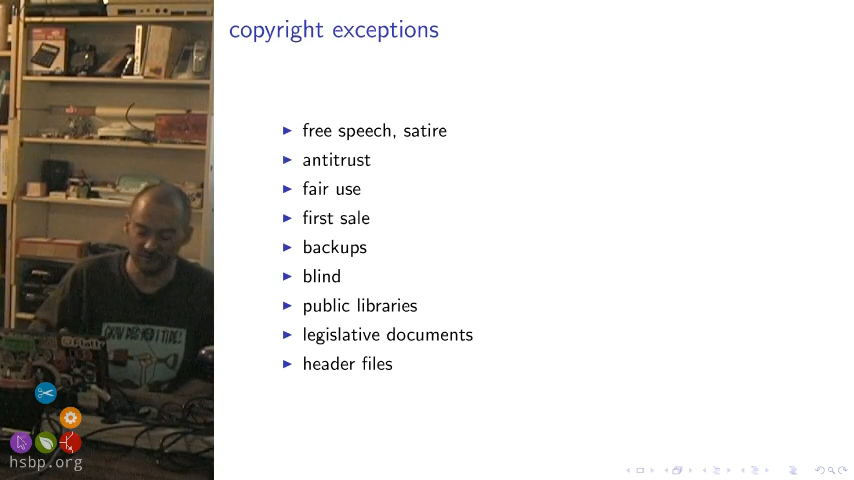 copyright exceptions
free speech, satire
antitrust
fair use
first sale
backups
blind
public libraries
legislative documents
header files
hsbp.org